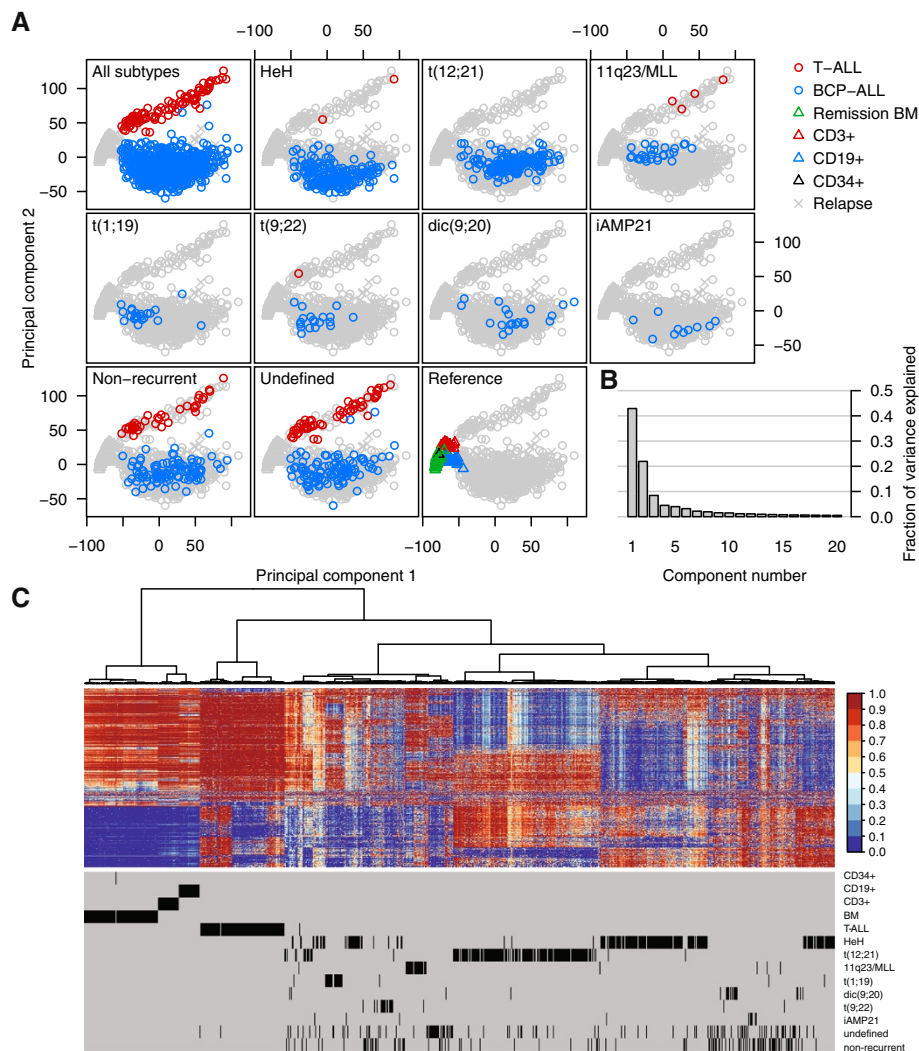 A
−100 0 50 −100 0 50
All subtypes HeH t(12;21) 11q23/MLL
100
50
0
−50
T−ALL
BCP−ALL
Remission BM
CD3+
CD19+
CD34+
Relapse
Principal component 2
t(1;19) t(9;22) dic(9;20) iAMP21
100
50
0
−50
Non−recurrent Undefined Reference
100
50
0
−50
−100 0 50 −100 0 50
Principal component 1
B
0.5
0.4
0.3
0.2
0.1
0.0
Fraction of variance explained
1 5 10 15 20
Component number
C
1.0
0.9
0.8
0.7
0.6
0.5
0.4
0.3
0.2
0.1
0.0
CD34+
CD19+
CD3+
BM
T-ALL
HeH
t(12;21)
11q23/MLL
t(1;19)
dic(9;20)
t(9;22)
iAMP21
undefined
non-recurrent